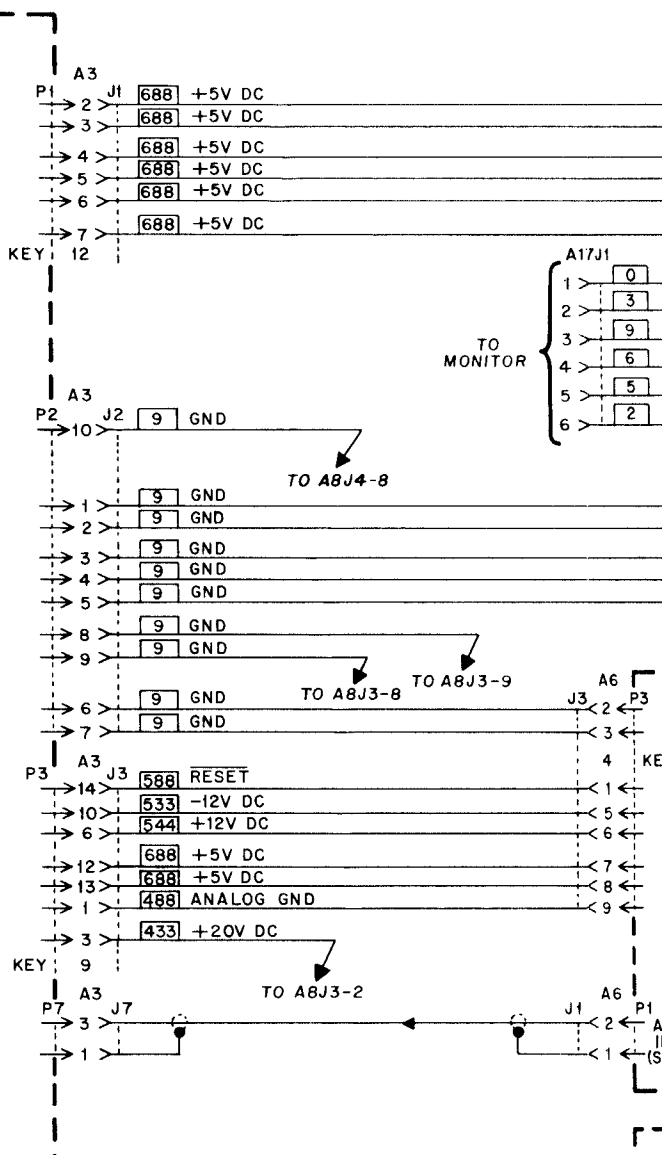 A3
P1 J1
2 688 +5V DC
3 688 +5V DC
4 688 +5V DC
5 688 +5V DC
6 688 +5V DC
7 688 +5V DC
KEY 12
A17J1
TO MONITOR
1 0
2 3
3 9
4 6
5 5
6 2
A3
P2 J2
10 9 GND
TO A8J4-8
1 9 GND
2 9 GND
3 9 GND
4 9 GND
5 9 GND
8 9 GND
9 9 GND
TO A8J3-8
TO A8J3-9
A6
J3 P3
6 9 GND 2
7 9 GND 3
4 KE
A3
P3 J3
14 588 RESET 1
10 533 -12V DC 5
6 544 +12V DC 6
12 688 +5V DC 7
13 688 +5V DC 8
1 488 ANALOG GND 9
3 433 +20V DC
KEY 9
TO A8J3-2
A3
P7 J7
A6
J1 P1
3 2
1 1
A
(S